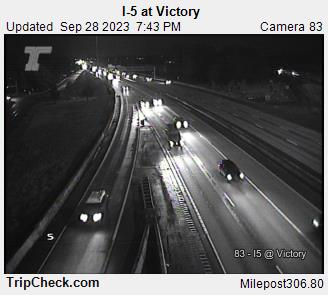 I-5 at Victory
Updated Sep 28 2023 7:43 PM Camera 83
S
83 - I5 @ Victory
TripCheck.com Milepost306.80